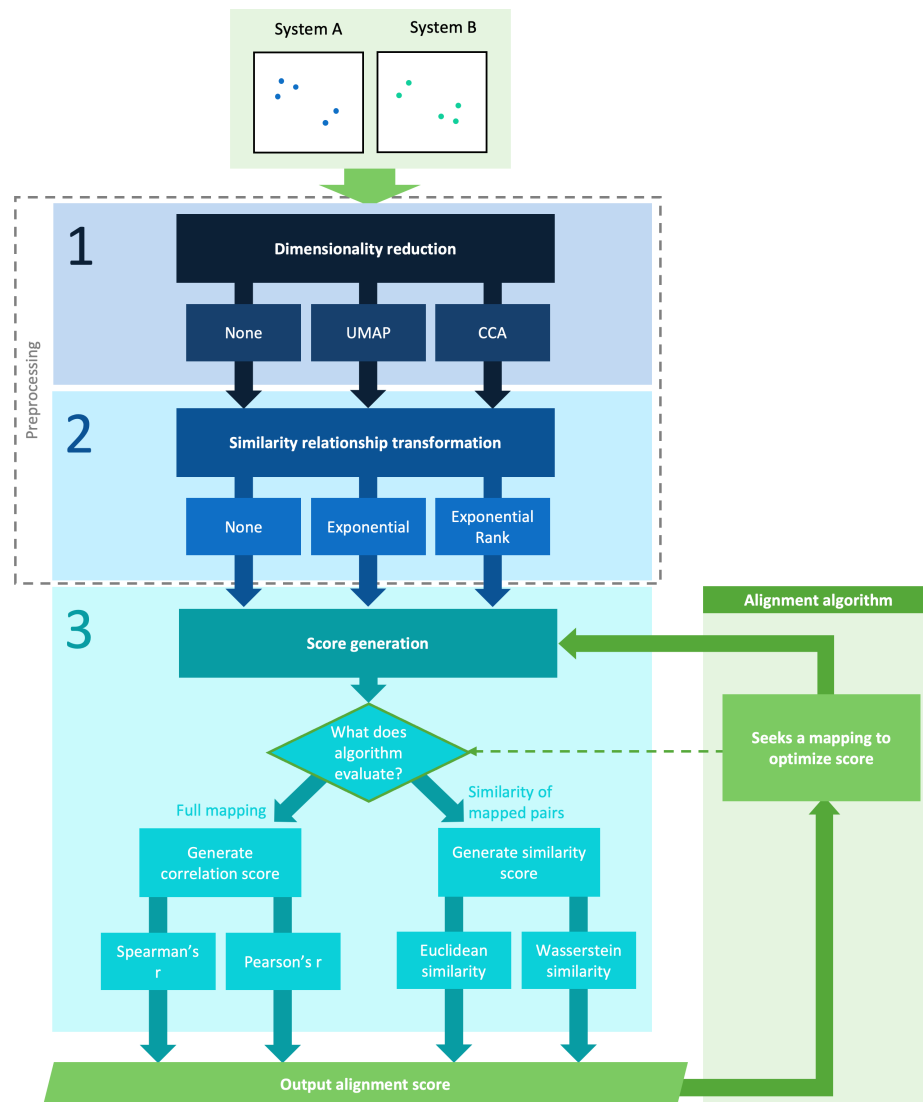 System A
System B
Preprocessing
1
Dimensionality reduction
None
UMAP
CCA
2
Similarity relationship transformation
None
Exponential
Exponential
Rank
3
Score generation
Alignment algorithm
What does
algorithm
evaluate?
Seeks a mapping to
optimize score
Full mapping
Similarity of
mapped pairs
Generate
correlation score
Generate similarity
score
Spearman's
r
Pearson's r
Euclidean
similarity
Wasserstein
similarity
Output alignment score